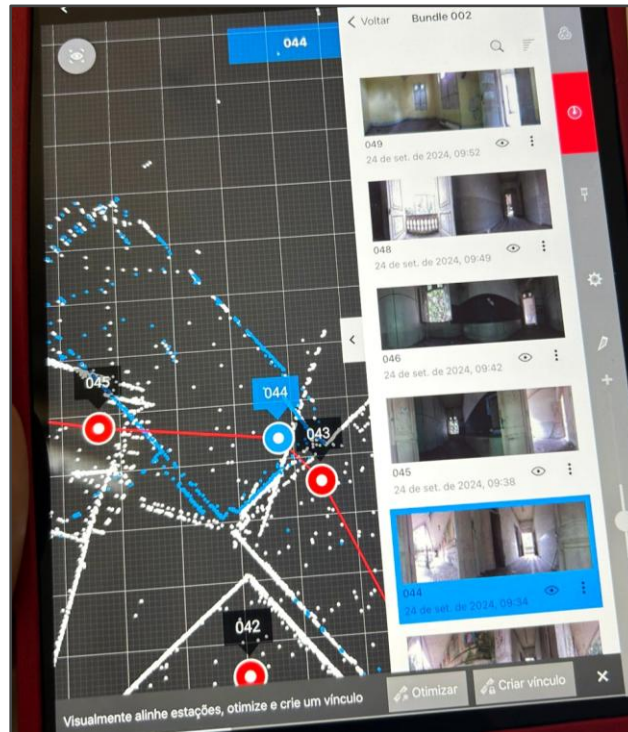 044
Voltar
Bundle 002
049
24 de set. de 2024, 09:52
048
24 de set. de 2024, 09:49
046
24 de set. de 2024, 09:42
045
24 de set. de 2024, 09:38
044
24 de set. de 2024, 09:34
045
044
043
042
Visualmente alinhe estações, otimize e crie um vínculo
Otimizar
Criar vínculo